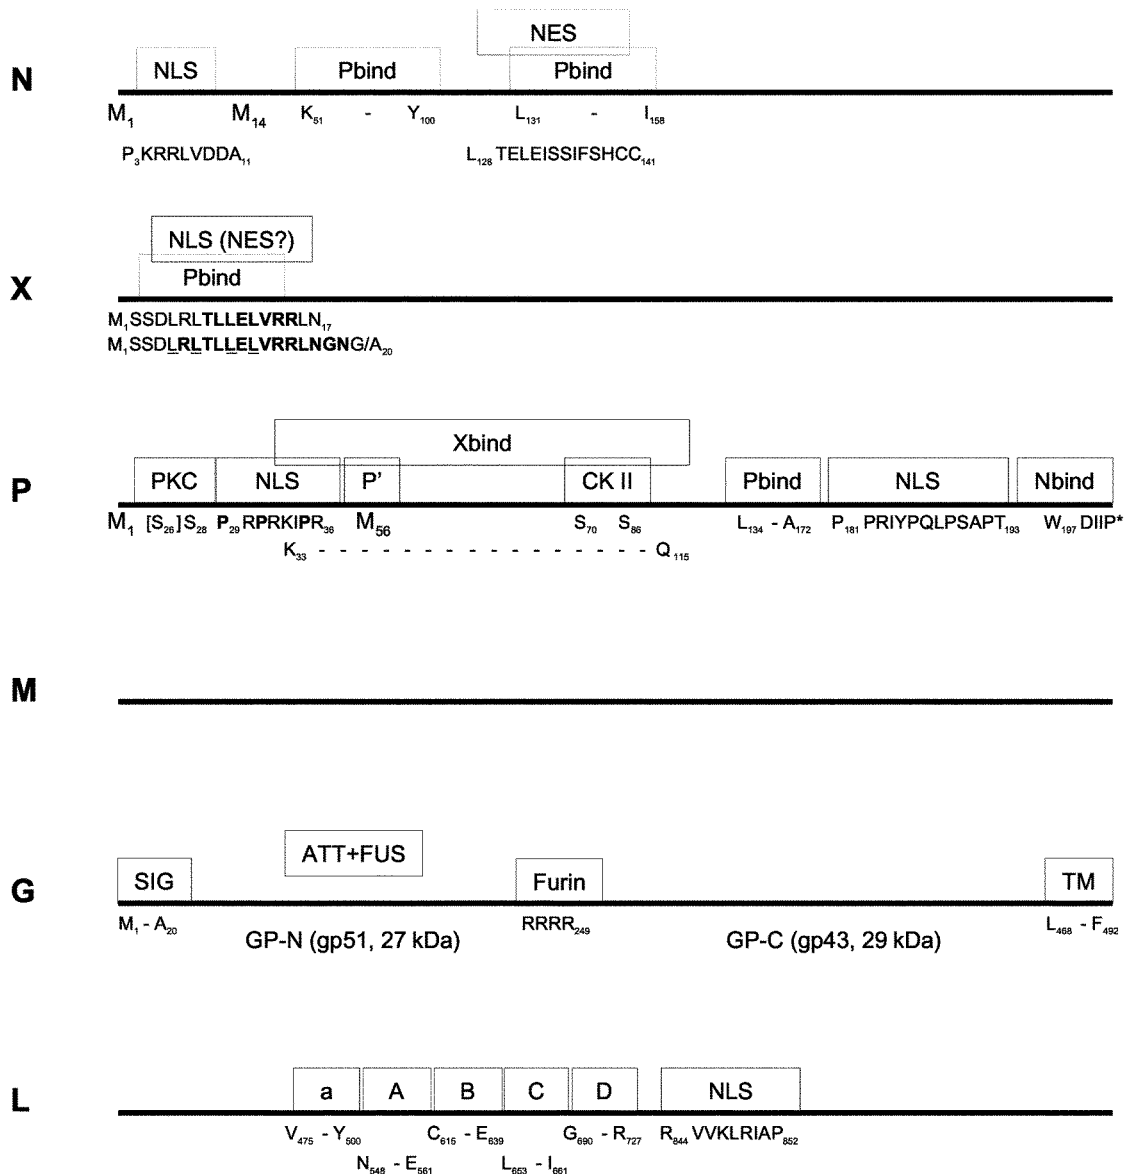 NES
N NLS Pbind Pbind
M1 M14 K51 - Y100 L131 - I158
P3KRRLVDDA11 L128TELEISSIFSHCC141
NLS (NES?)
X Pbind
M1SSDLRLTLLELVRRLN17
M1SSDLRLTLLELVRRLNGNG/A20
Xbind
P PKC NLS P' CK II Pbind NLS Nbind
M1 [S26]S28 P29RPRKIPR36 M56 S70 S86 L134 - A172 P181PRIYPQLPSAPT193 W197DIIP*
K33 - - - - - - - - - - - - - - Q115
M
ATT+FUS
G SIG Furin TM
M1 - A20 RRRR249 L468 - F492
GP-N (gp51, 27 kDa) GP-C (gp43, 29 kDa)
L a A B C D NLS
V475 - Y500 C615 - E639 G690 - R727 R844VVKLRIAP852
N548 - E561 L653 - I661